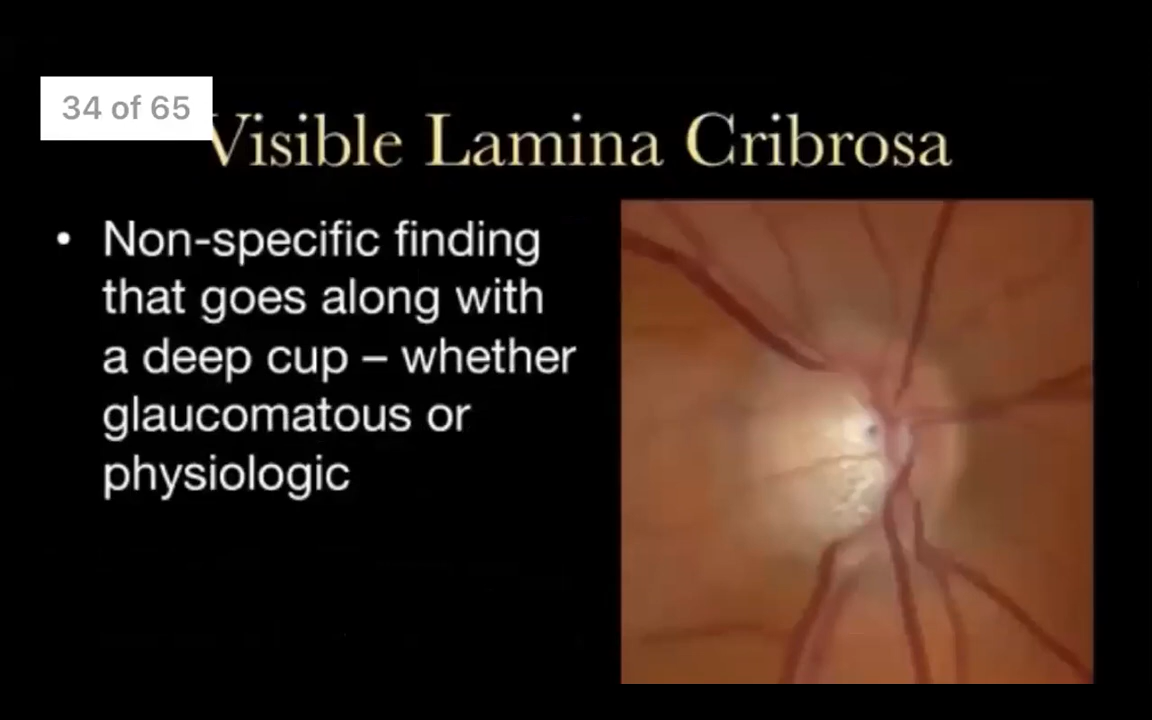 34 of 65
Visible Lamina Cribrosa
• Non-specific finding
that goes along with
a deep cup – whether
glaucomatous or
physiologic